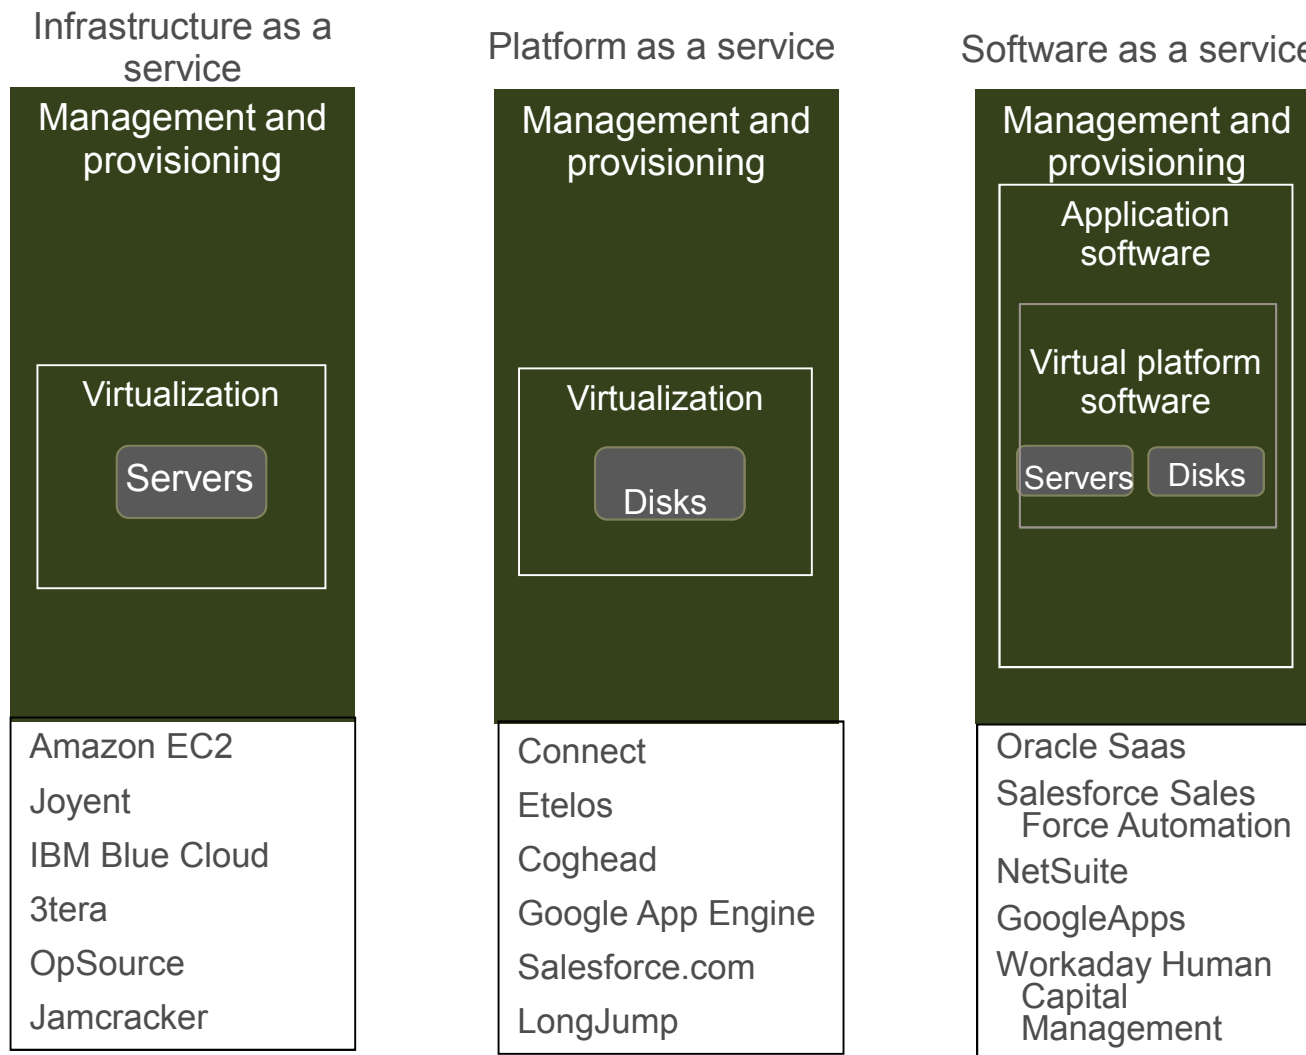 Infrastructure as a
service
Management and
provisioning
Virtualization
Servers
Amazon EC2
Joyent
IBM Blue Cloud
3tera
OpSource
Jamcracker
Platform as a service
Management and
provisioning
Virtualization
Disks
Connect
Etelos
Coghead
Google App Engine
Salesforce.com
LongJump
Software as a service
Management and
provisioning
Application
software
Virtual platform
software
Servers
Disks
Oracle Saas
Salesforce Sales
Force Automation
NetSuite
GoogleApps
Workaday Human
Capital
Management